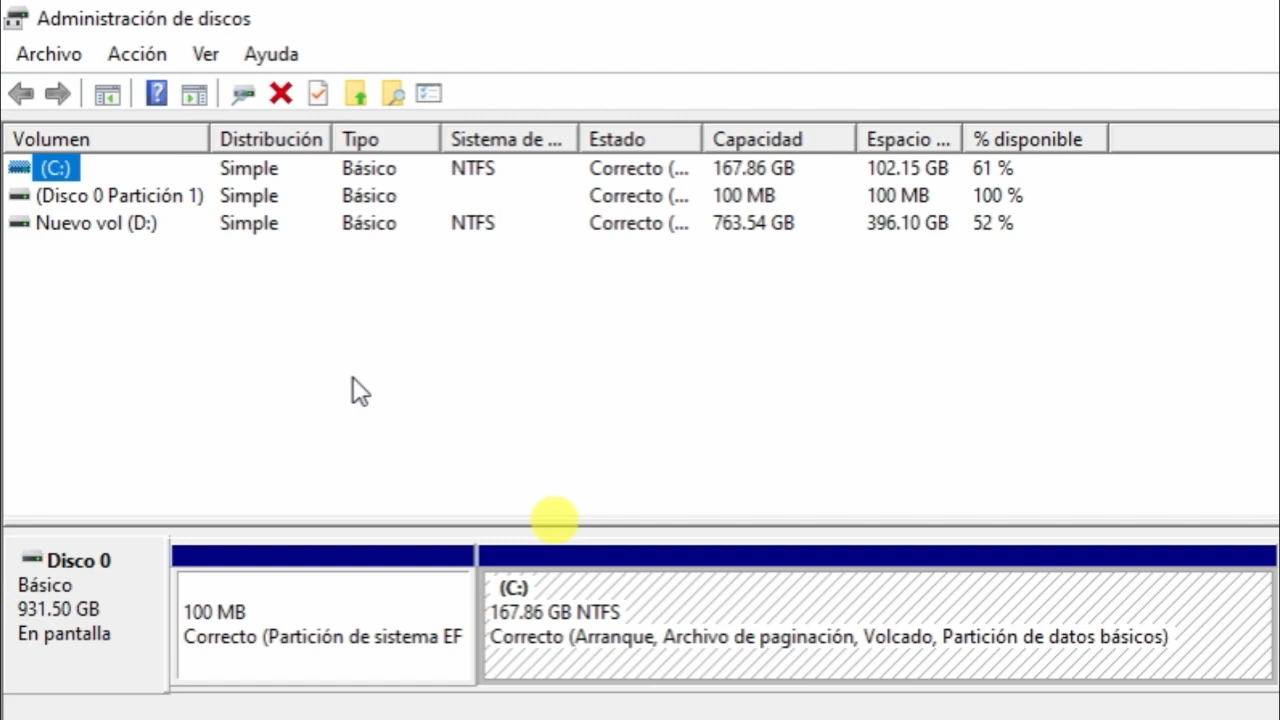 Administración de discos
Archivo Acción Ver Ayuda
Volumen Distribución Tipo Sistema de ... Estado Capacidad Espacio ... % disponible
(C:) Simple Básico NTFS Correcto (... 167.86 GB 102.15 GB 61 %
(Disco 0 Partición 1) Simple Básico Correcto (... 100 MB 100 MB 100 %
Nuevo vol (D:) Simple Básico NTFS Correcto (... 763.54 GB 396.10 GB 52 %
Disco 0
Básico
931.50 GB
En pantalla
100 MB
Correcto (Partición de sistema EF
(C:)
167.86 GB NTFS
Correcto (Arranque, Archivo de paginación, Volcado, Partición de datos básicos)